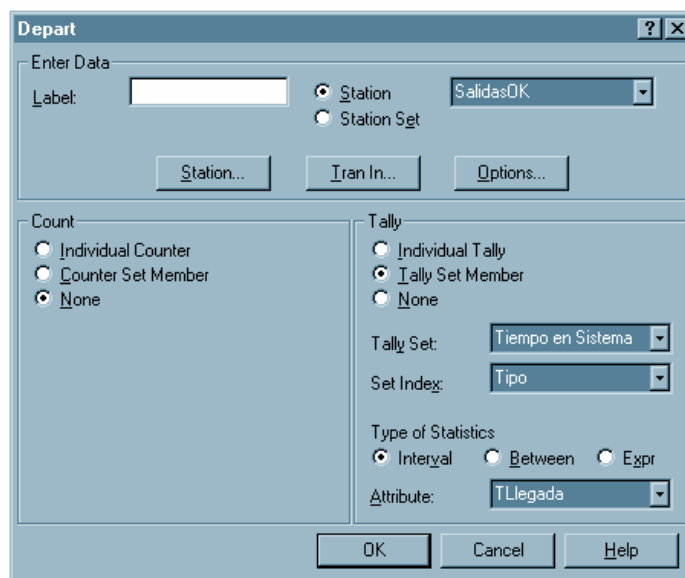 Depart
Enter Data
Label:
Station
SalidasOK
Station Set
Station...
Tran In...
Options...
Count
Individual Counter
Counter Set Member
None
Tally
Individual Tally
Tally Set Member
None
Tally Set:
Tiempo en Sistema
Set Index:
Tipo
Type of Statistics
Interval
Between
Expr
Attribute:
TLlegada
OK
Cancel
Help